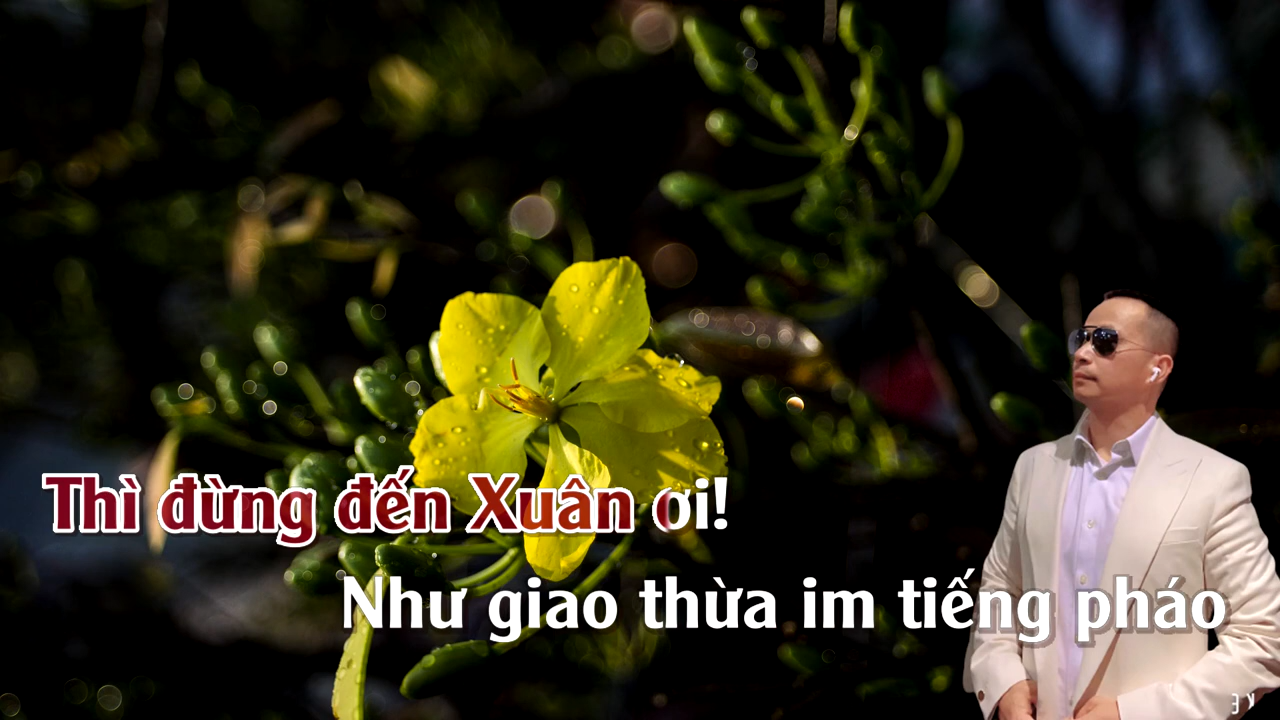 Thì đừng đến Xuân ơi!
Như giao thừa im tiếng pháo